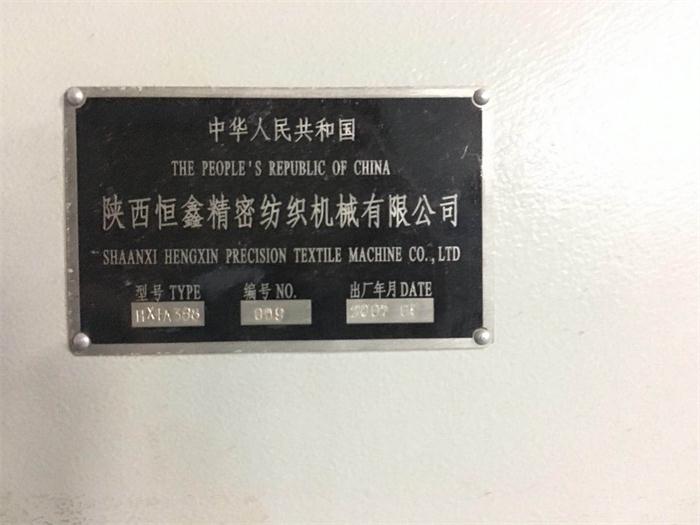 中华人民共和国
THE PEOPLE'S REPUBLIC OF CHINA
陕西恒鑫精密纺织机械有限公司
SHAANXI HENGXIN PRECISION TEXTILE MACHINE CO.,LTD
型号 TYPE 编号 NO. 出厂年月 DATE
009 2007